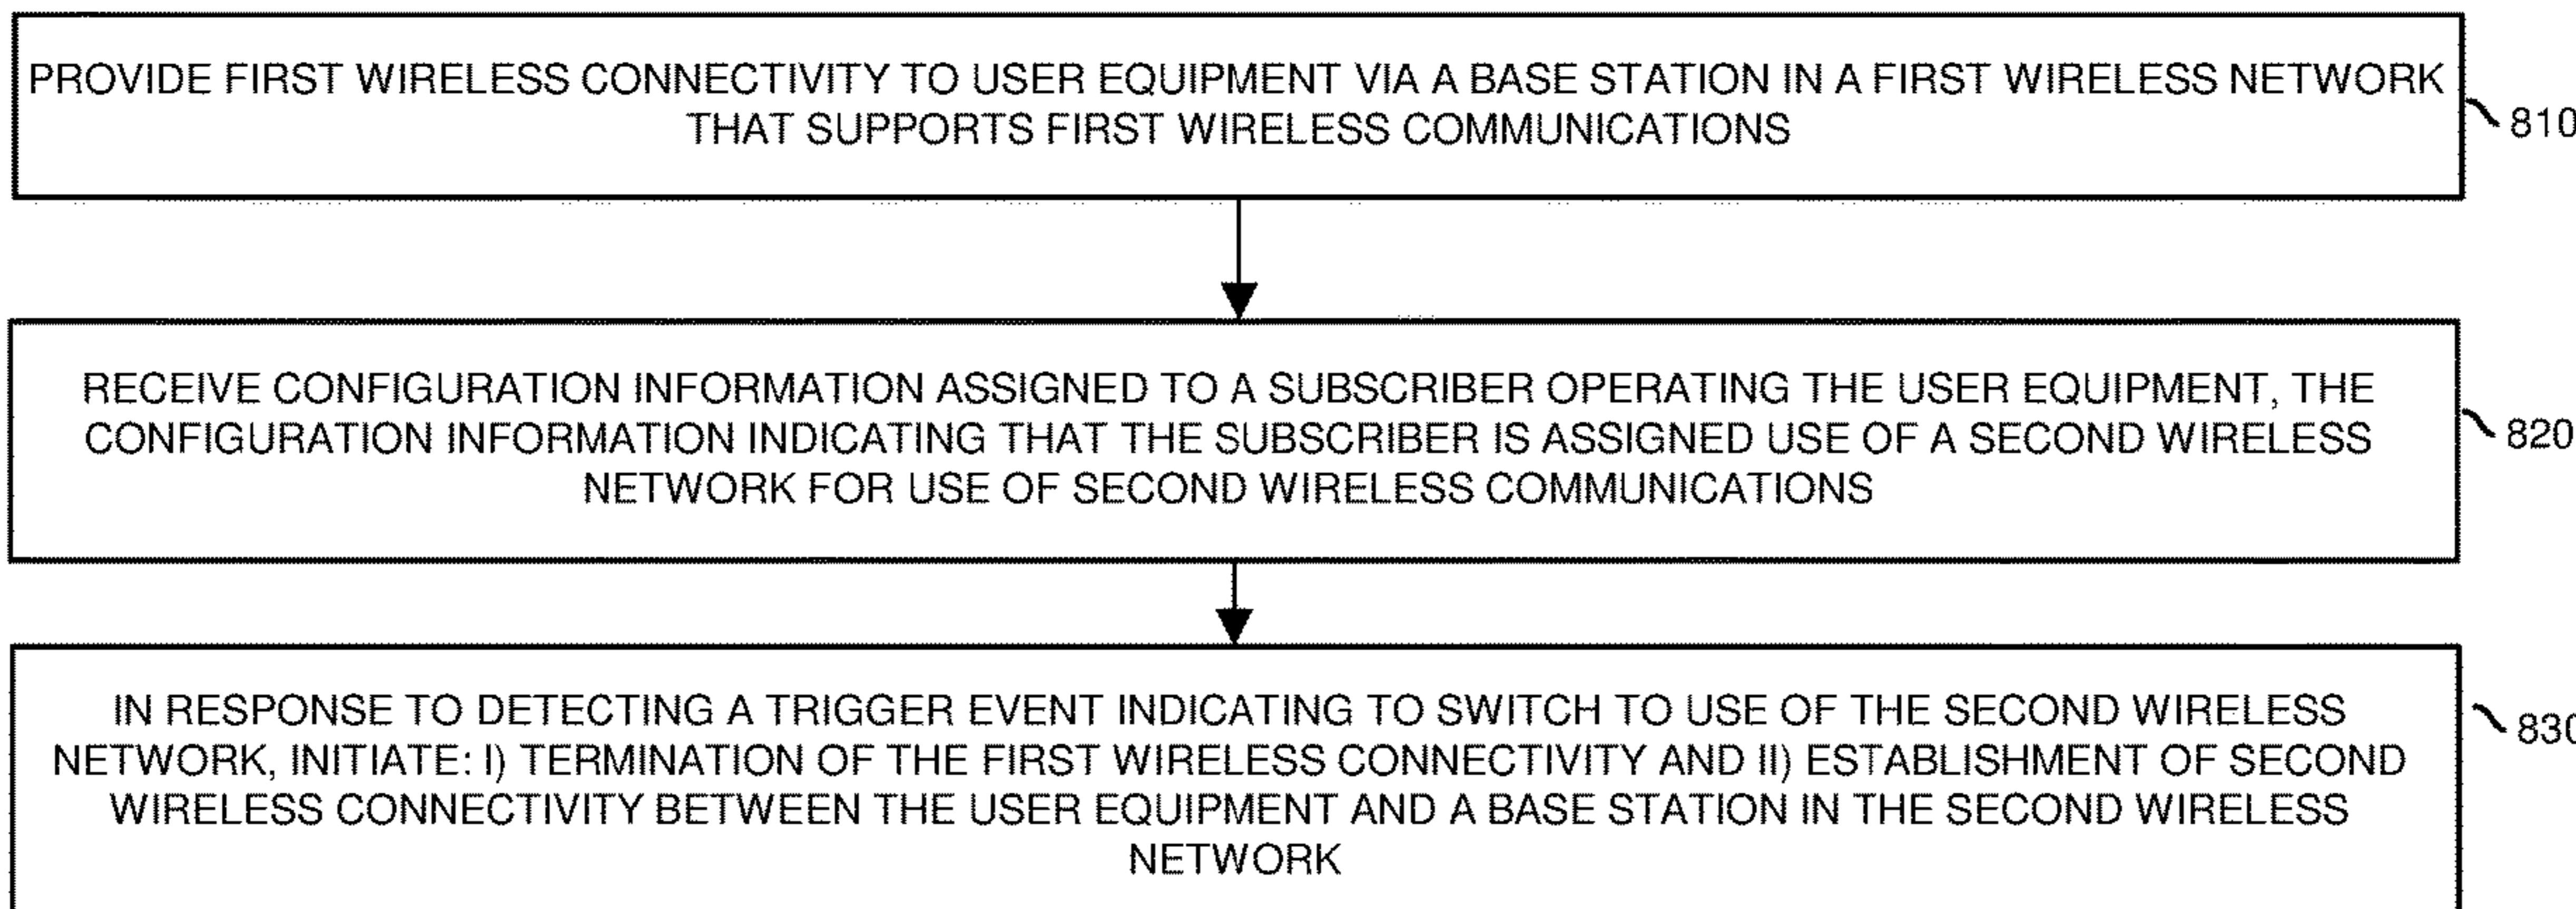 PROVIDE FIRST WIRELESS CONNECTIVITY TO USER EQUIPMENT VIA A BASE STATION IN A FIRST WIRELESS NETWORK
THAT SUPPORTS FIRST WIRELESS COMMUNICATIONS
810
RECEIVE CONFIGURATION INFORMATION ASSIGNED TO A SUBSCRIBER OPERATING THE USER EQUIPMENT, THE
CONFIGURATION INFORMATION INDICATING THAT THE SUBSCRIBER IS ASSIGNED USE OF A SECOND WIRELESS
NETWORK FOR USE OF SECOND WIRELESS COMMUNICATIONS
820
IN RESPONSE TO DETECTING A TRIGGER EVENT INDICATING TO SWITCH TO USE OF THE SECOND WIRELESS
NETWORK, INITIATE: I) TERMINATION OF THE FIRST WIRELESS CONNECTIVITY AND II) ESTABLISHMENT OF SECOND
WIRELESS CONNECTIVITY BETWEEN THE USER EQUIPMENT AND A BASE STATION IN THE SECOND WIRELESS
NETWORK
830